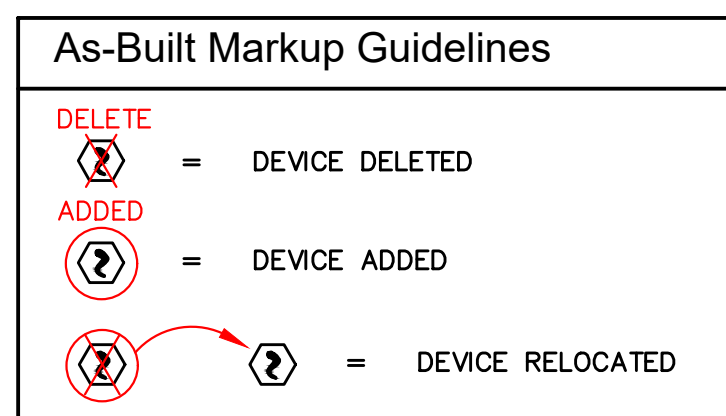 As-Built Markup Guidelines
DELETE
= DEVICE DELETED
ADDED
= DEVICE ADDED
= DEVICE RELOCATED